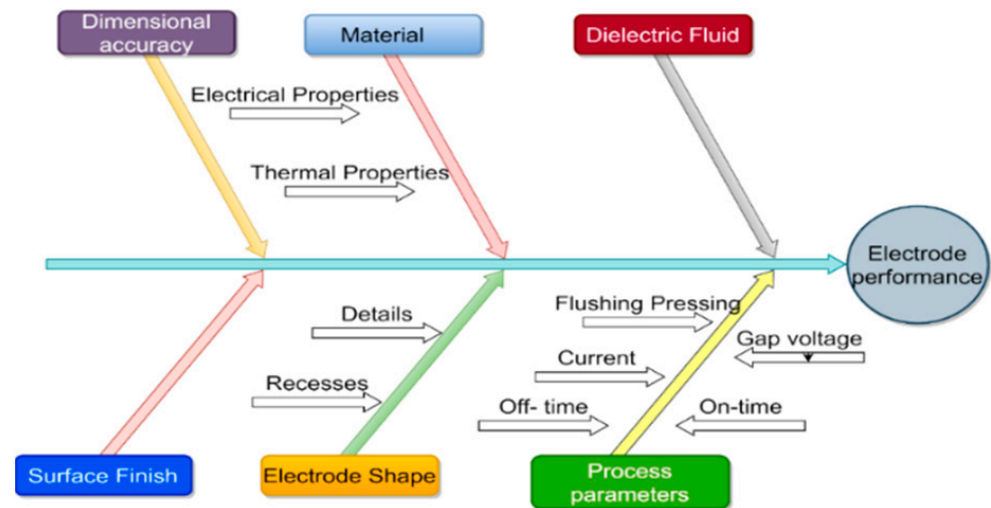 Dimensional
accuracy
Material
Dielectric Fluid
Electrical Properties
Thermal Properties
Electrode
performance
Details
Recesses
Flushing Pressing
Gap voltage
Current
Off- time
On-time
Surface Finish
Electrode Shape
Process
parameters